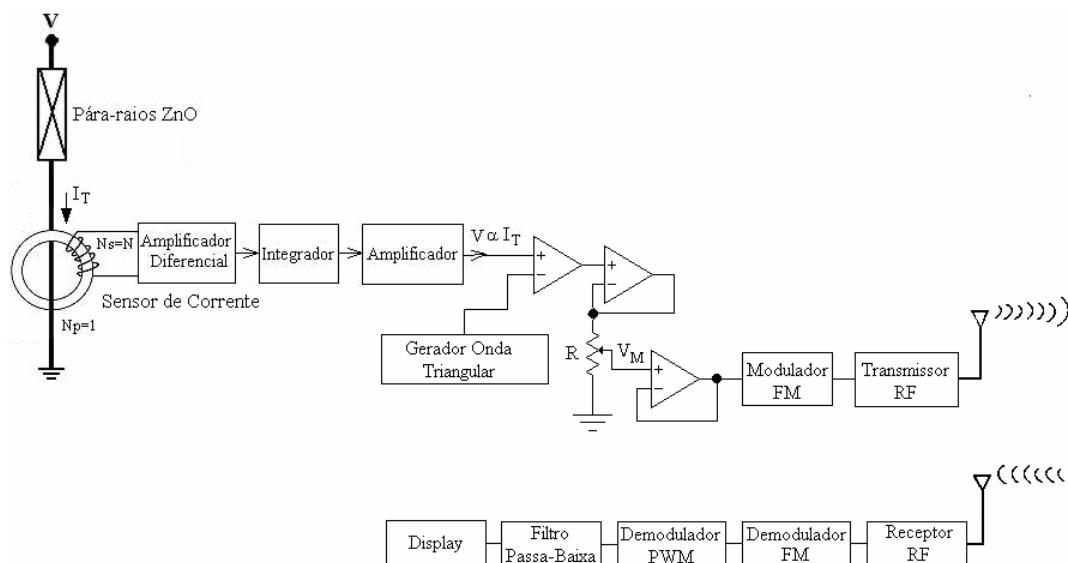 V
Pára-raios ZnO
I_T
Ns=N
Amplificador
Diferencial
Integrador
Amplificador
V α I_T
+
−
+
−
Sensor de Corrente
Np=1
Gerador Onda
Triangular
R
V_M
+
−
Modulador
FM
Transmissor
RF
Display
Filtro
Passa-Baixa
Demodulador
PWM
Demodulador
FM
Receptor
RF